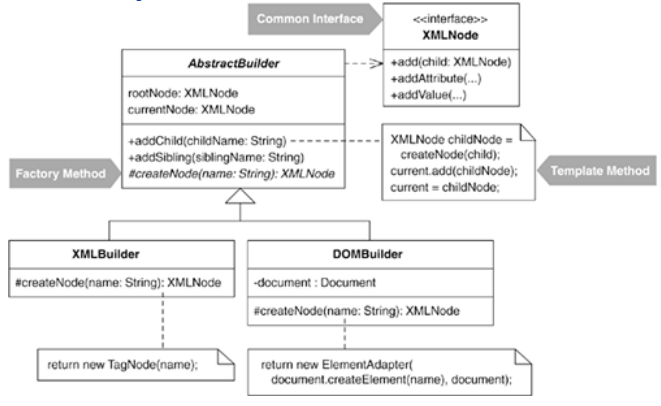 Common Interface
<<interface>>
XMLNode
+add(child: XMLNode)
+addAttribute(...)
+addValue(...)
AbstractBuilder
rootNode: XMLNode
currentNode: XMLNode
+addChild(childName: String)
+addSibling(siblingName: String)
#createNode(name: String): XMLNode
Factory Method
XMLNode childNode =
createNode(child);
current.add(childNode);
current = childNode;
Template Method
XMLBuilder
#createNode(name: String): XMLNode
DOMBuilder
-document : Document
#createNode(name: String): XMLNode
return new TagNode(name);
return new ElementAdapter(
document.createElement(name), document);